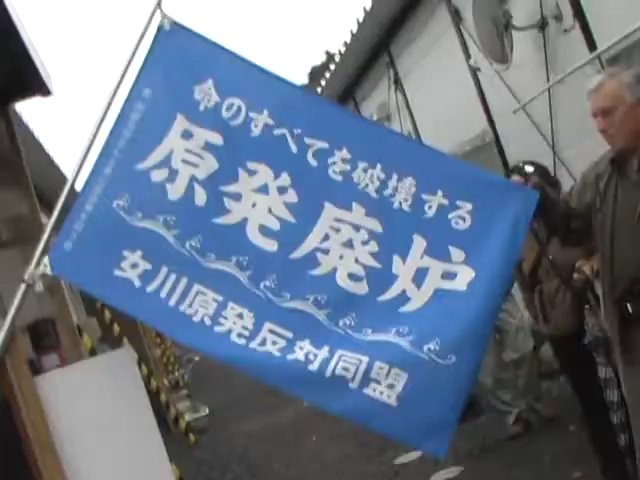 命のすべてを破壊する
原発廃炉
女川原発反対同盟